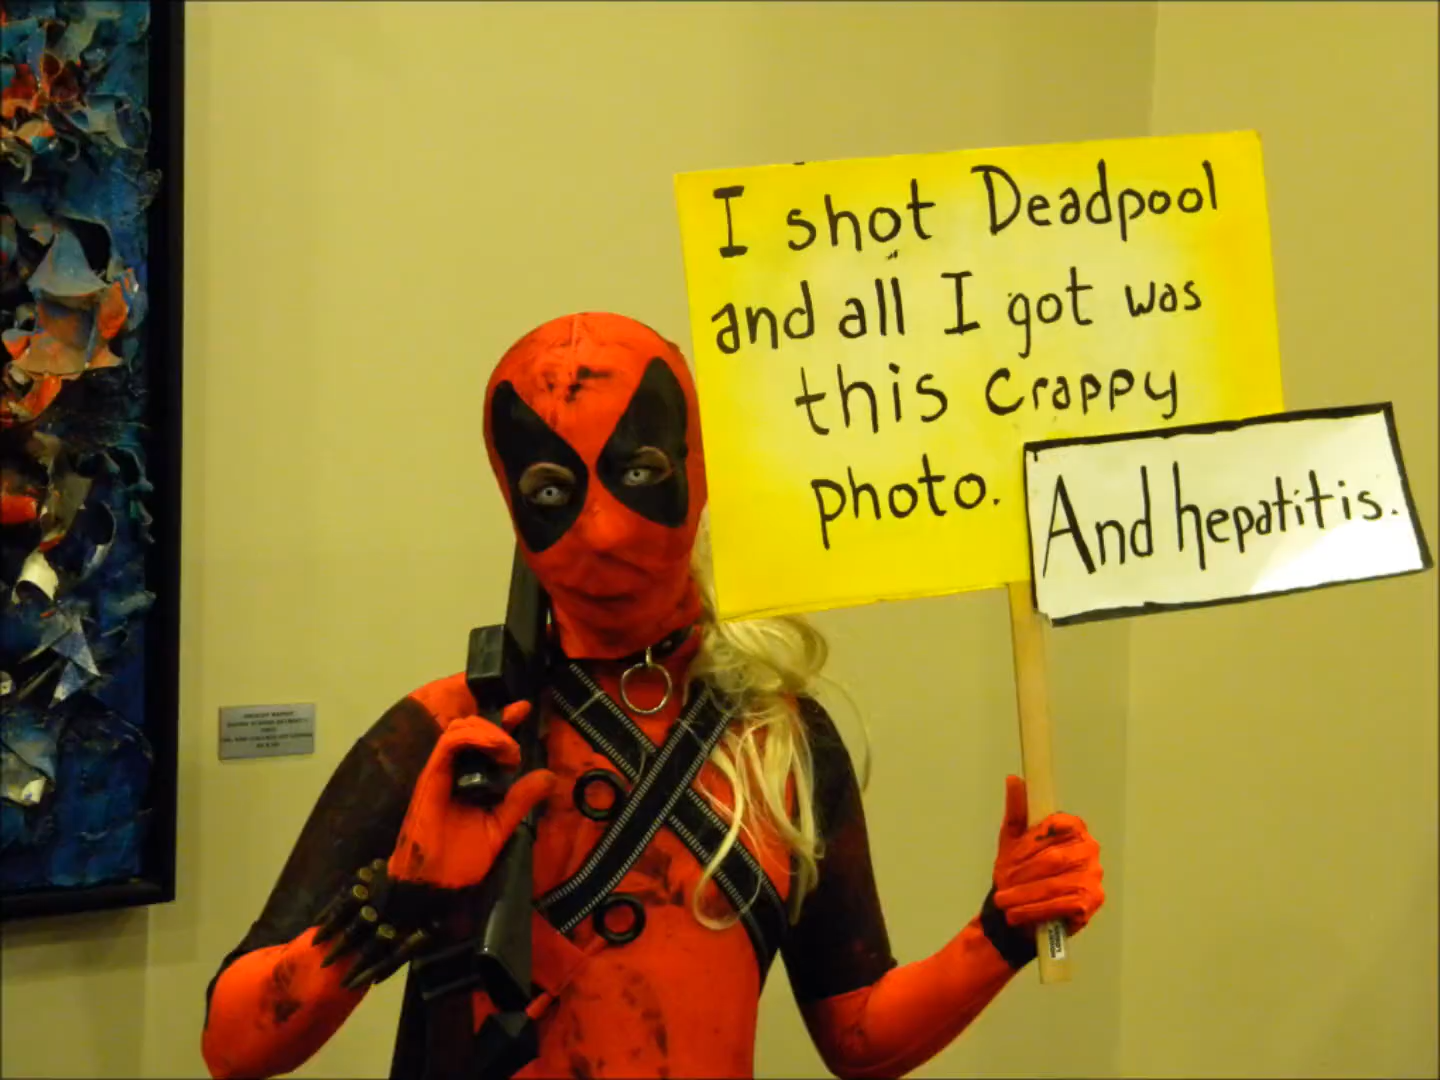 I shot Deadpool
and all I got was
this crappy
photo.
And hepatitis.